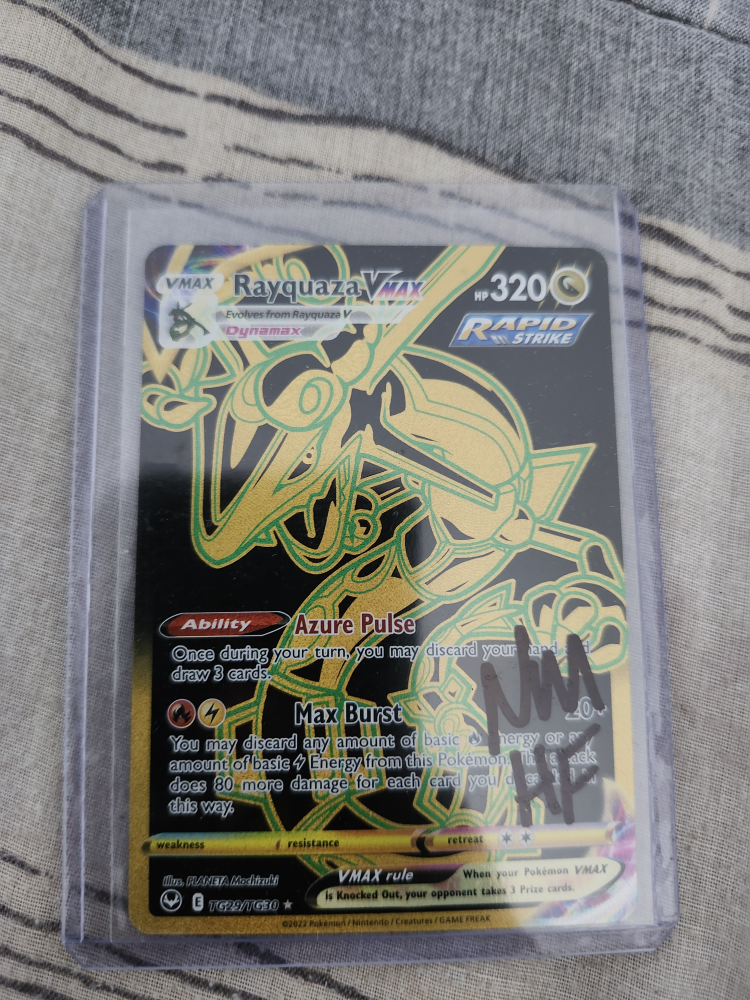 VMAX Rayquaza VMAX HP 320
Evolves from Rayquaza V
Dynamax
RAPID
STRIKE
Ability Azure Pulse
Once during your turn, you may discard your hand and
draw 3 cards.
Max Burst 20+
You may discard any amount of basic Energy or any
amount of basic Energy from this Pokémon. This attack
does 80 more damage for each card you discarded
this way.
NM
HF
weakness resistance retreat
Illus. PLANETA Mochizuki
VMAX rule When your Pokémon VMAX
is Knocked Out, your opponent takes 3 Prize cards.
E TG29/TG30
©2022 Pokémon / Nintendo / Creatures / GAME FREAK